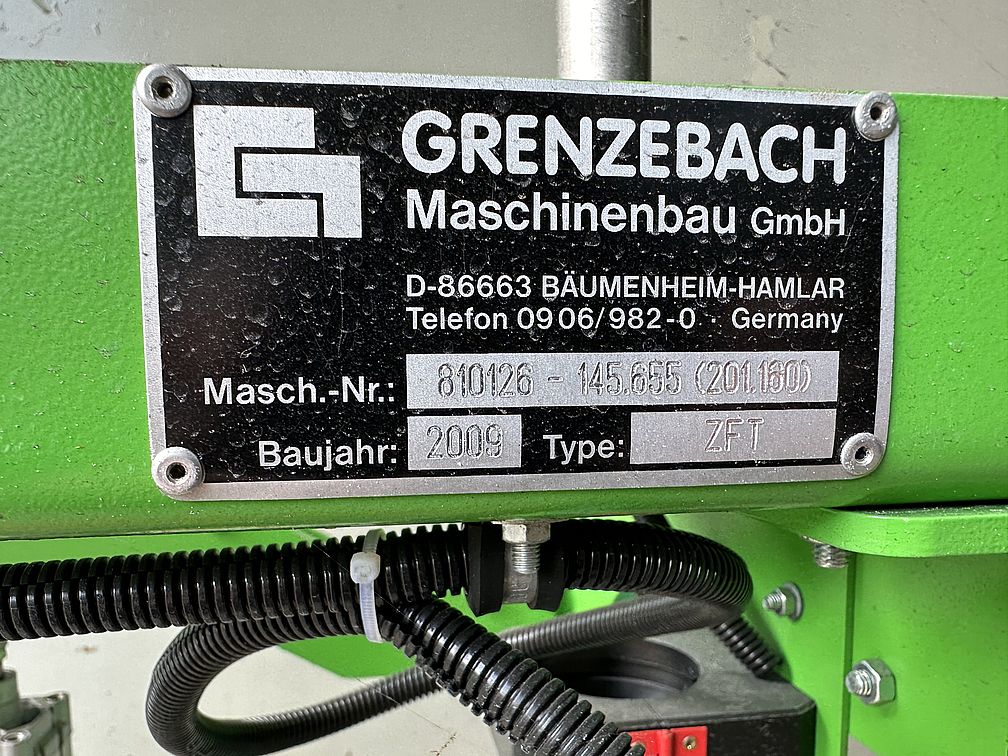 GRENZEBACH
Maschinenbau GmbH
D-86663 BÄUMENHEIM-HAMLAR
Telefon 0906/982-0 · Germany
Masch.-Nr.: 810126 - 145.655 (201.160)
Baujahr: 2009 Type: ZFT